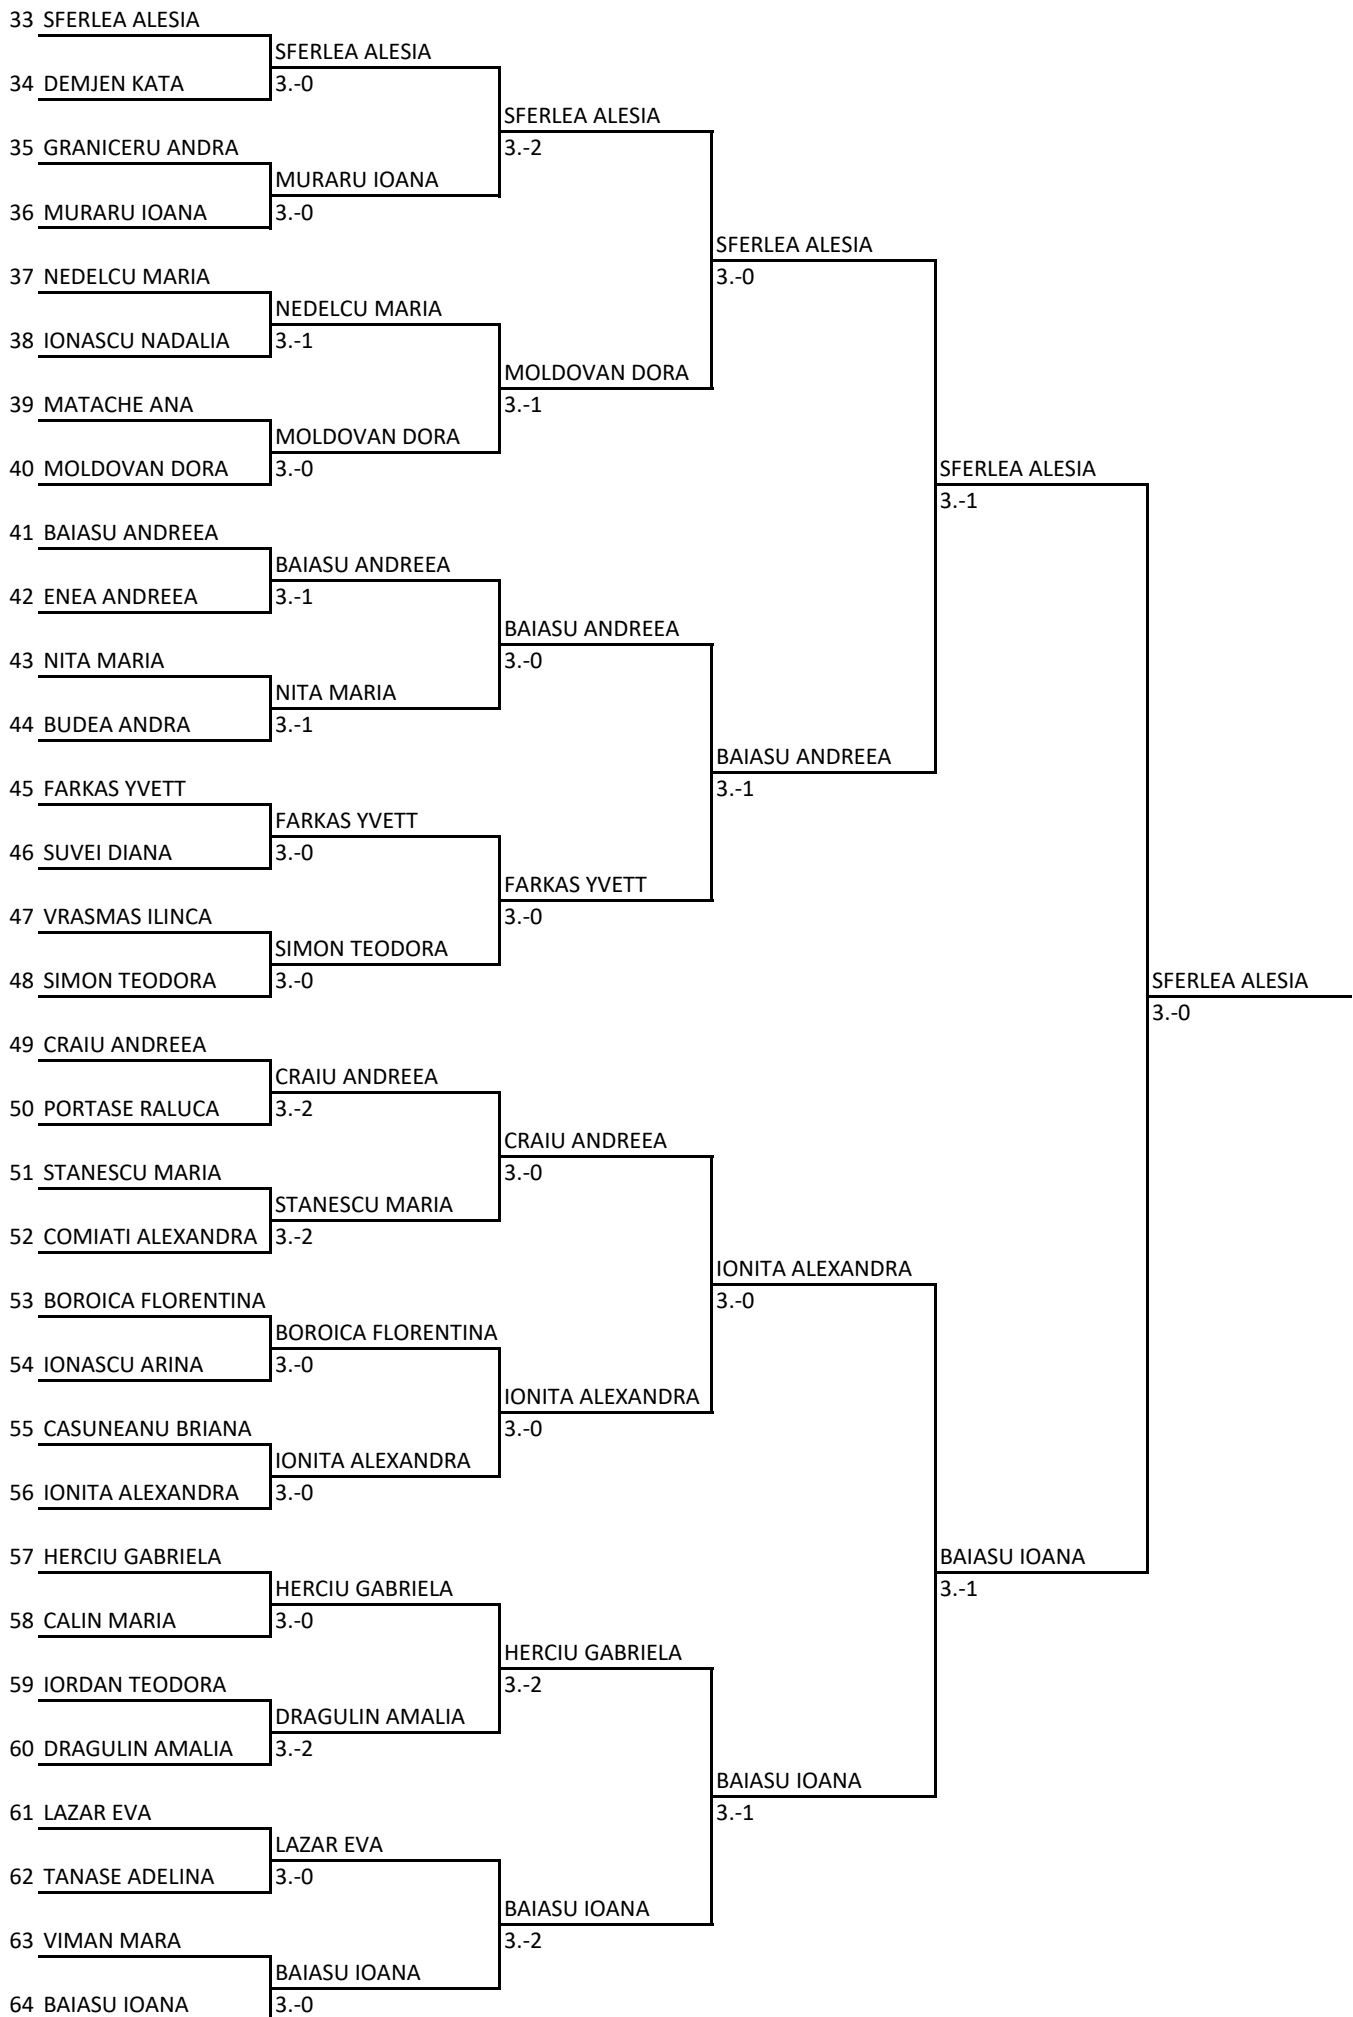 33 SFERLEA ALESIA
SFERLEA ALESIA
34 DEMJEN KATA 3.-0
SFERLEA ALESIA
35 GRANICERU ANDRA 3.-2
MURARU IOANA
36 MURARU IOANA 3.-0
SFERLEA ALESIA
37 NEDELCU MARIA 3.-0
NEDELCU MARIA
38 IONASCU NADALIA 3.-1
MOLDOVAN DORA
39 MATACHE ANA 3.-1
MOLDOVAN DORA
40 MOLDOVAN DORA 3.-0 SFERLEA ALESIA
3.-1
41 BAIASU ANDREEA
BAIASU ANDREEA
42 ENEA ANDREEA 3.-1
BAIASU ANDREEA
43 NITA MARIA 3.-0
NITA MARIA
44 BUDEA ANDRA 3.-1
BAIASU ANDREEA
45 FARKAS YVETT 3.-1
FARKAS YVETT
46 SUVEI DIANA 3.-0
FARKAS YVETT
47 VRASMAS ILINCA 3.-0
SIMON TEODORA
48 SIMON TEODORA 3.-0 SFERLEA ALESIA
3.-0
49 CRAIU ANDREEA
CRAIU ANDREEA
50 PORTASE RALUCA 3.-2
CRAIU ANDREEA
51 STANESCU MARIA 3.-0
STANESCU MARIA
52 COMIATI ALEXANDRA 3.-2
IONITA ALEXANDRA
53 BOROICA FLORENTINA 3.-0
BOROICA FLORENTINA
54 IONASCU ARINA 3.-0
IONITA ALEXANDRA
55 CASUNEANU BRIANA 3.-0
IONITA ALEXANDRA
56 IONITA ALEXANDRA 3.-0
57 HERCIU GABRIELA BAIASU IOANA
HERCIU GABRIELA 3.-1
58 CALIN MARIA 3.-0
HERCIU GABRIELA
59 IORDAN TEODORA 3.-2
DRAGULIN AMALIA
60 DRAGULIN AMALIA 3.-2
BAIASU IOANA
61 LAZAR EVA 3.-1
LAZAR EVA
62 TANASE ADELINA 3.-0
BAIASU IOANA
63 VIMAN MARA 3.-2
BAIASU IOANA
64 BAIASU IOANA 3.-0